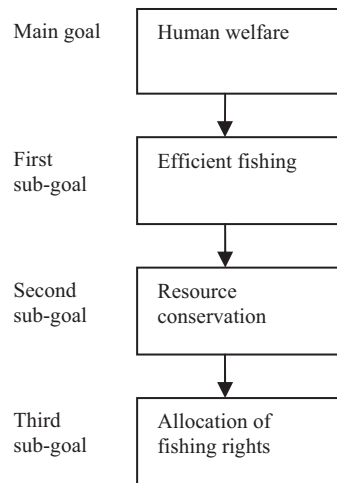 Main goal
Human welfare
First
sub-goal
Efficient fishing
Second
sub-goal
Resource
conservation
Third
sub-goal
Allocation of
fishing rights